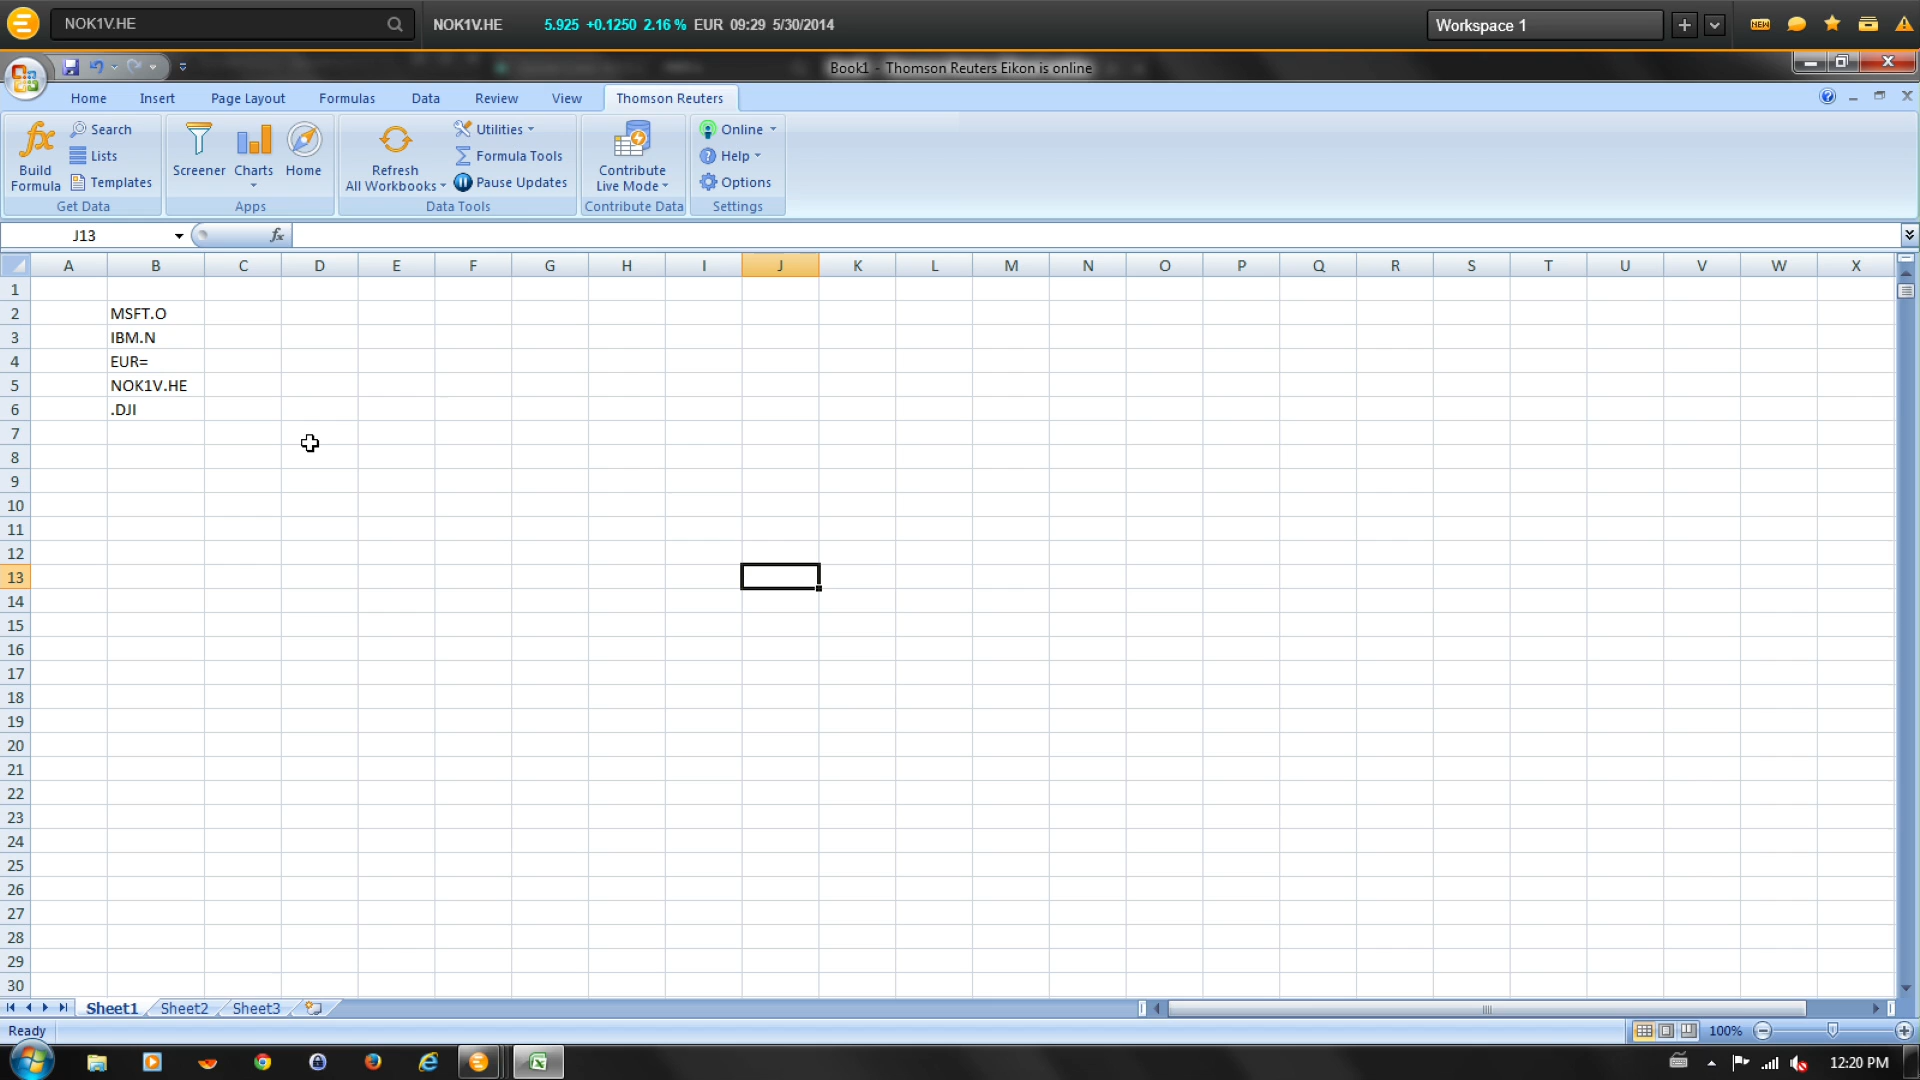 NOK1V.HE NOK1V.HE 5.925 +0.1250 2.16 % EUR 09:29 5/30/2014 Workspace 1 NEW
Book1 - Thomson Reuters Eikon is online
Home Insert Page Layout Formulas Data Review View Thomson Reuters
Build Formula
Search
Lists
Templates
Get Data
Screener Charts Home
Apps
Refresh All Workbooks
Utilities
Formula Tools
Pause Updates
Data Tools
Contribute Live Mode
Contribute Data
Online
Help
Options
Settings
J13 fx
A B C D E F G H I J K L M N O P Q R S T U V W X
1
2 MSFT.O
3 IBM.N
4 EUR=
5 NOK1V.HE
6 .DJI
7
8
9
10
11
12
13
14
15
16
17
18
19
20
21
22
23
24
25
26
27
28
29
30
Sheet1 Sheet2 Sheet3
Ready 100%
12:20 PM